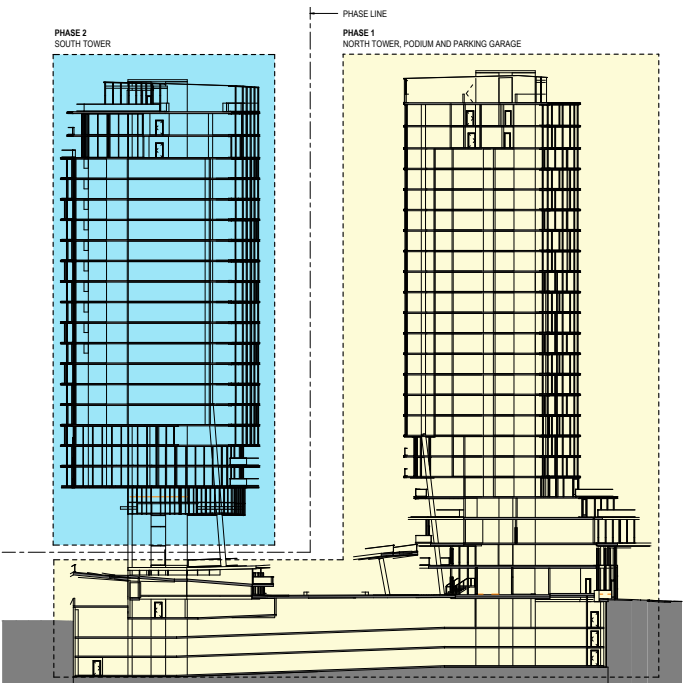 PHASE LINE
PHASE 2
SOUTH TOWER
PHASE 1
NORTH TOWER, PODIUM AND PARKING GARAGE